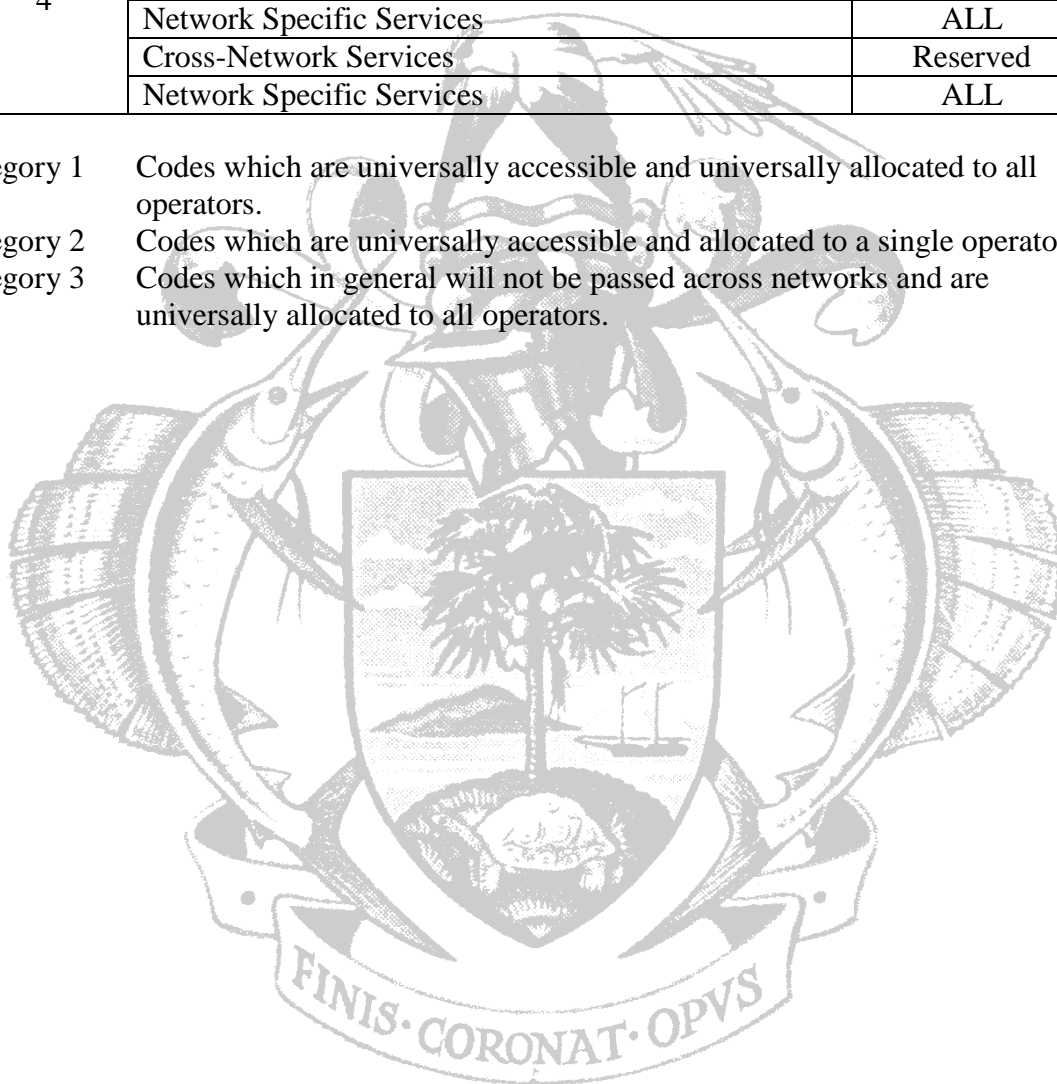 4
Network Specific Services ALL
Cross-Network Services Reserved
Network Specific Services ALL
egory 1 Codes which are universally accessible and universally allocated to all
operators.
egory 2 Codes which are universally accessible and allocated to a single operato
egory 3 Codes which in general will not be passed across networks and are
universally allocated to all operators.
FINIS·CORONAT·OPVS